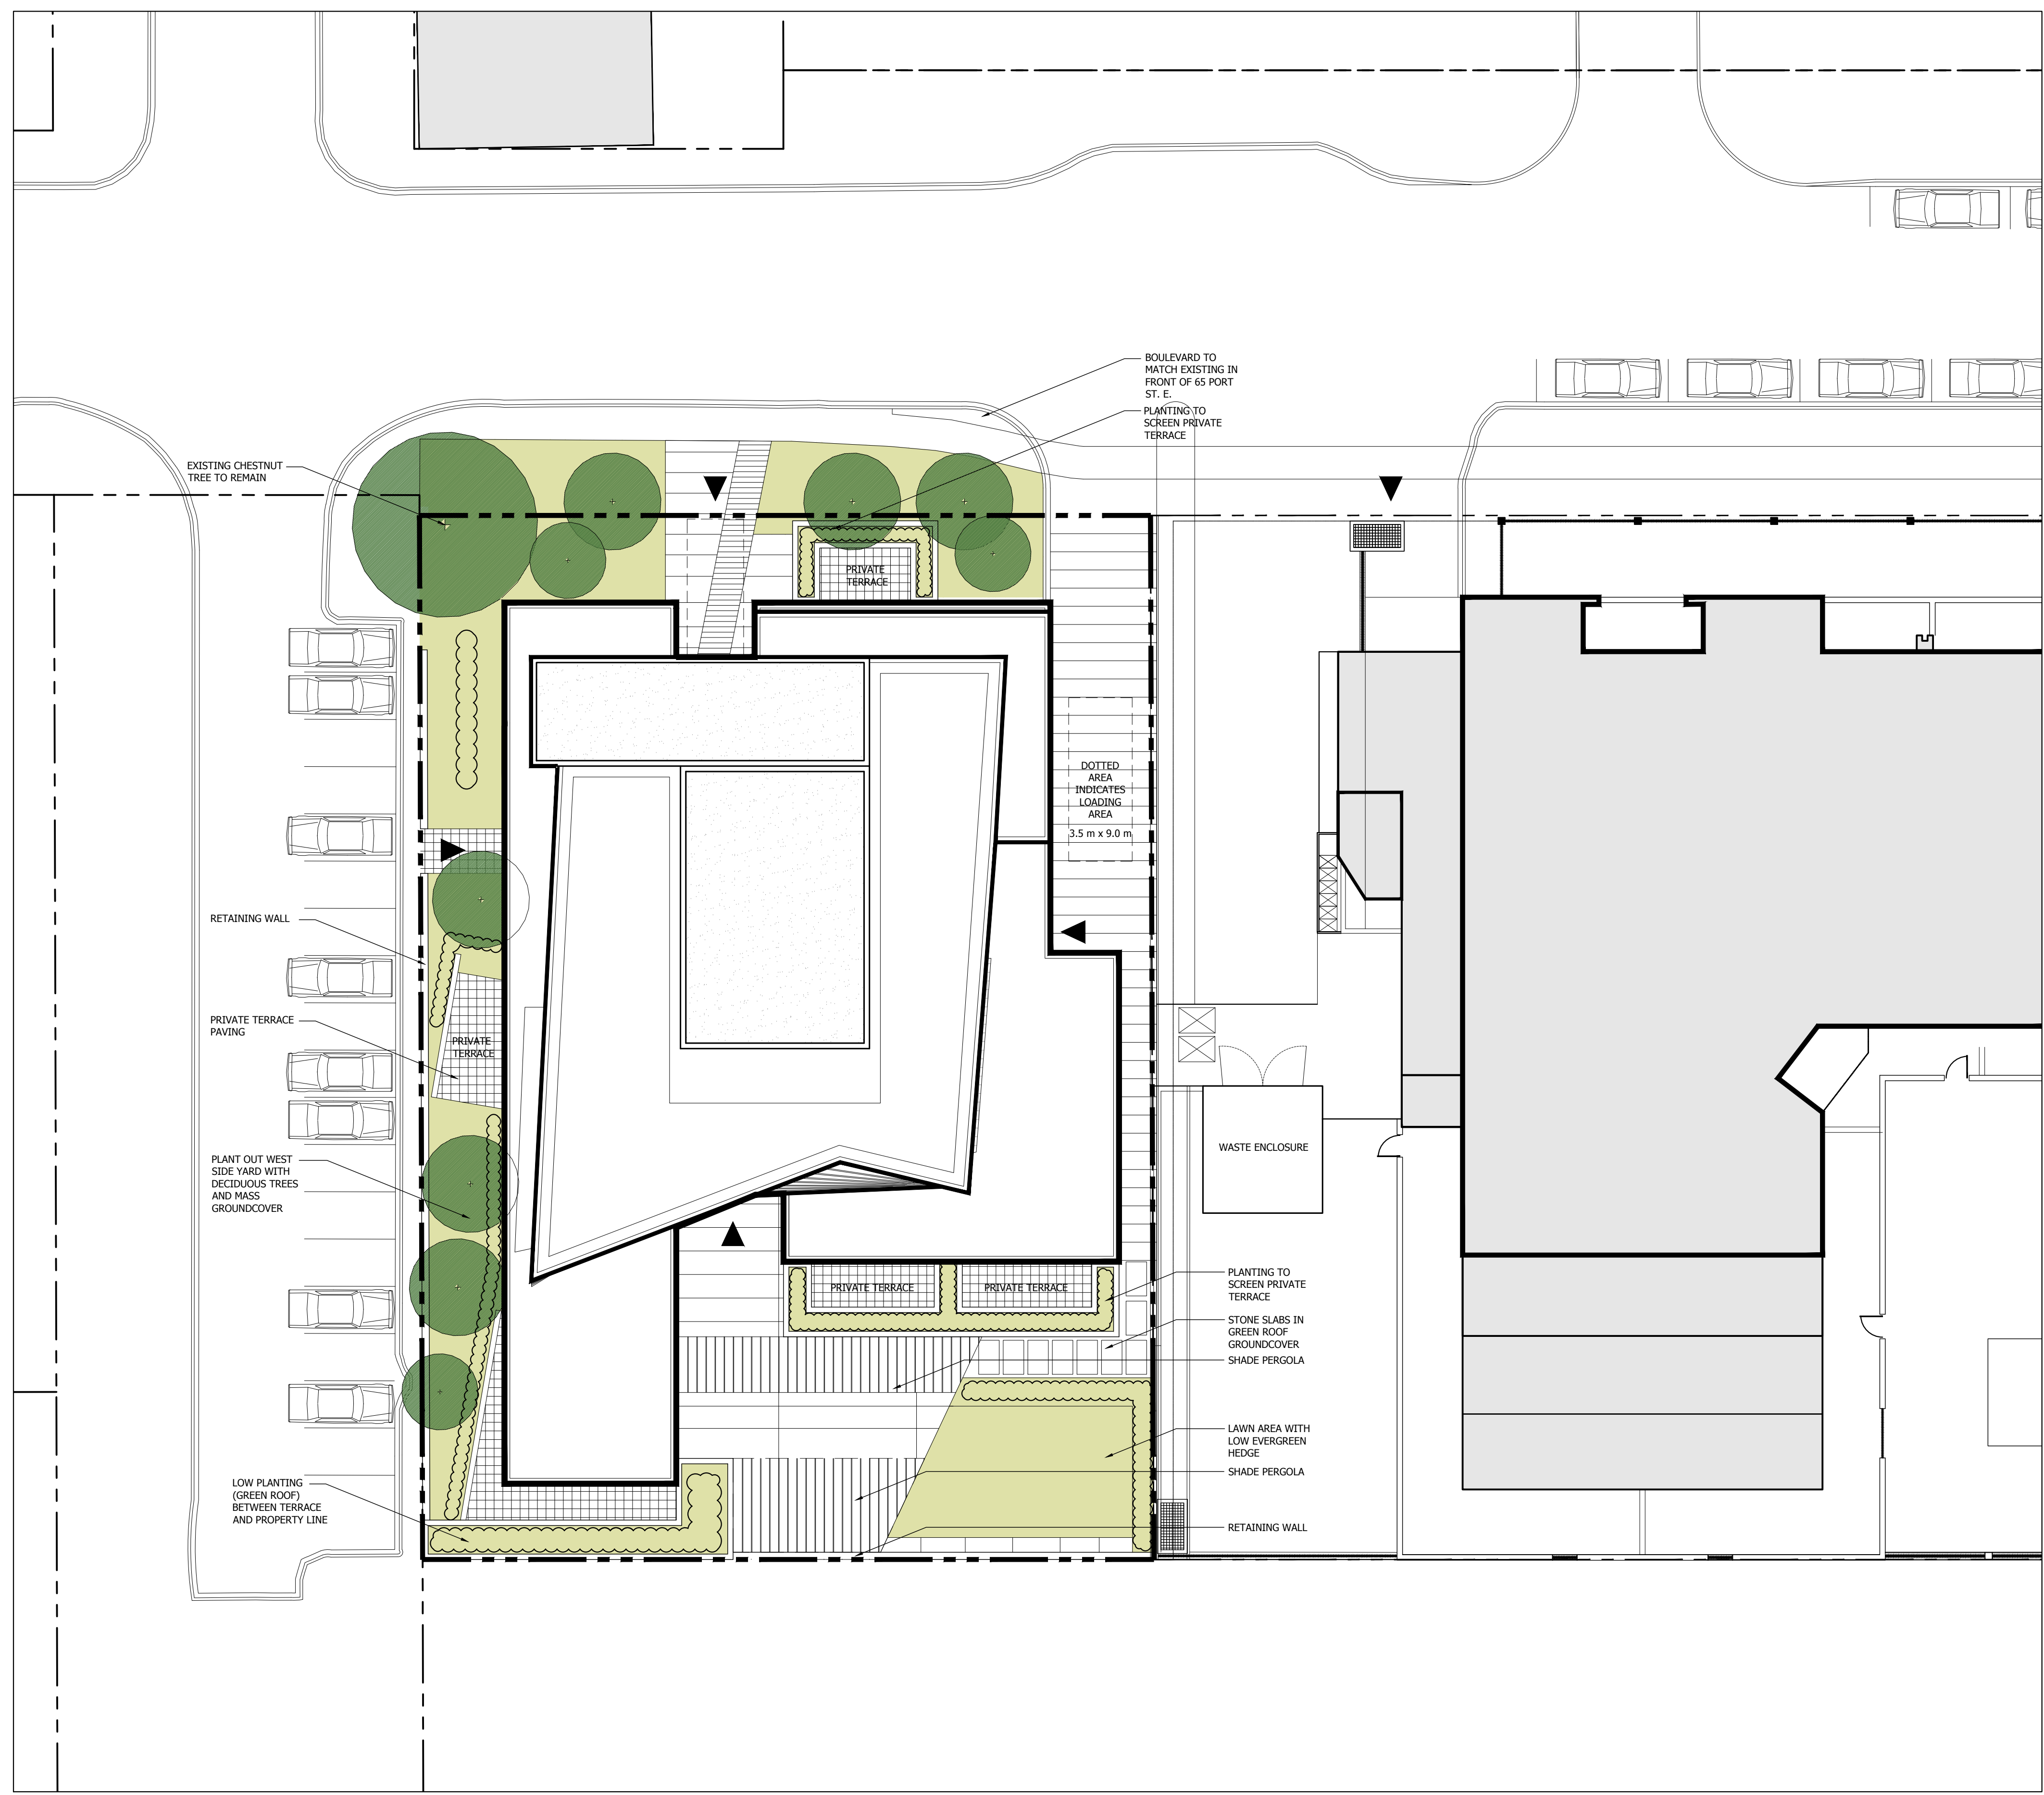 BOULEVARD TO
MATCH EXISTING IN
FRONT OF 65 PORT
ST. E.
PLANTING TO
SCREEN PRIVATE
TERRACE
EXISTING CHESTNUT
TREE TO REMAIN
PRIVATE
TERRACE
DOTTED
AREA
INDICATES
LOADING
AREA
3.5 m x 9.0 m
RETAINING WALL
PRIVATE TERRACE
PAVING
PRIVATE
TERRACE
PLANT OUT WEST
SIDE YARD WITH
DECIDUOUS TREES
AND MASS
GROUNDCOVER
WASTE ENCLOSURE
PRIVATE TERRACE
PRIVATE TERRACE
PLANTING TO
SCREEN PRIVATE
TERRACE
STONE SLABS IN
GREEN ROOF
GROUNDCOVER
SHADE PERGOLA
LAWN AREA WITH
LOW EVERGREEN
HEDGE
SHADE PERGOLA
LOW PLANTING
(GREEN ROOF)
BETWEEN TERRACE
AND PROPERTY LINE
RETAINING WALL